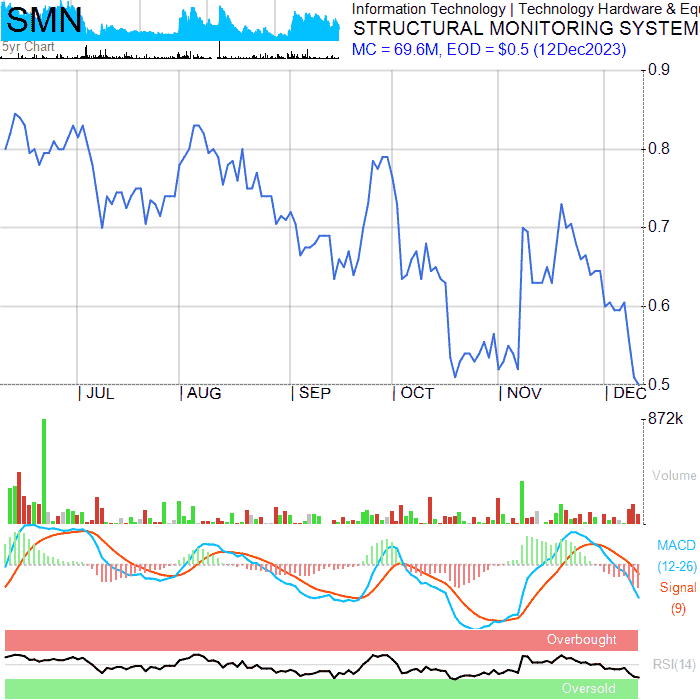 SMN
5yr Chart
Information Technology | Technology Hardware & Equ
STRUCTURAL MONITORING SYSTEM
MC = 69.6M, EOD = $0.5 (12Dec2023)
0.9
0.8
0.7
0.6
0.5
JUL
AUG
SEP
OCT
NOV
DEC
872k
Volume
MACD
(12-26)
Signal
(9)
Overbought
RSI(14)
Oversold